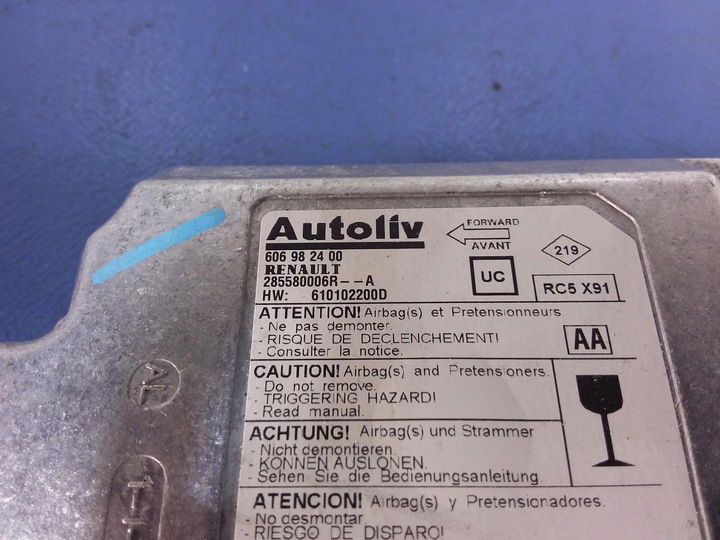 Autoliv
FORWARD
AVANT
219
606 98 24 00
RENAULT
285580006R--A
HW: 610102200D
UC
RC5 X91
ATTENTION! Airbag(s) et Pretensionneurs
- Ne pas demonter.
- RISQUE DE DECLENCHEMENT!
- Consulter la notice.
AA
CAUTION! Airbag(s) and Pretensioners.
- Do not remove.
- TRIGGERING HAZARD!
- Read manual.
ACHTUNG! Airbag(s) und Strammer
- Nicht demontieren.
- KONNEN AUSLONEN.
- Sehen Sie die Bedienungsanleitung.
ATENCION! Airbag(s) y Pretensionadores.
- No desmontar.
- RIESGO DE DISPARO!
AL